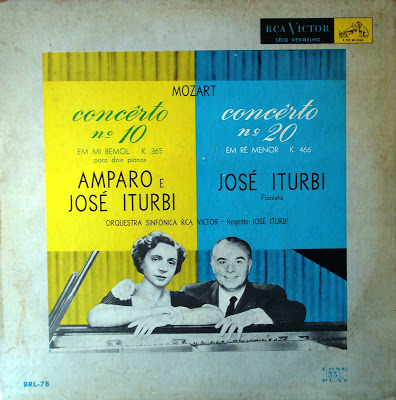 RCA VICTOR
SÊLO VERMELHO
MOZART
concêrto
nº 10
EM MI BEMOL K. 365
para dois pianos
AMPARO E
JOSÉ ITURBI
concêrto
nº 20
EM RÉ MENOR K. 466
JOSÉ ITURBI
Pianista
ORQUESTRA SINFÔNICA RCA VICTOR - Regente: JOSÉ ITURBI
BRL-78
LONG
33⅓
PLAY